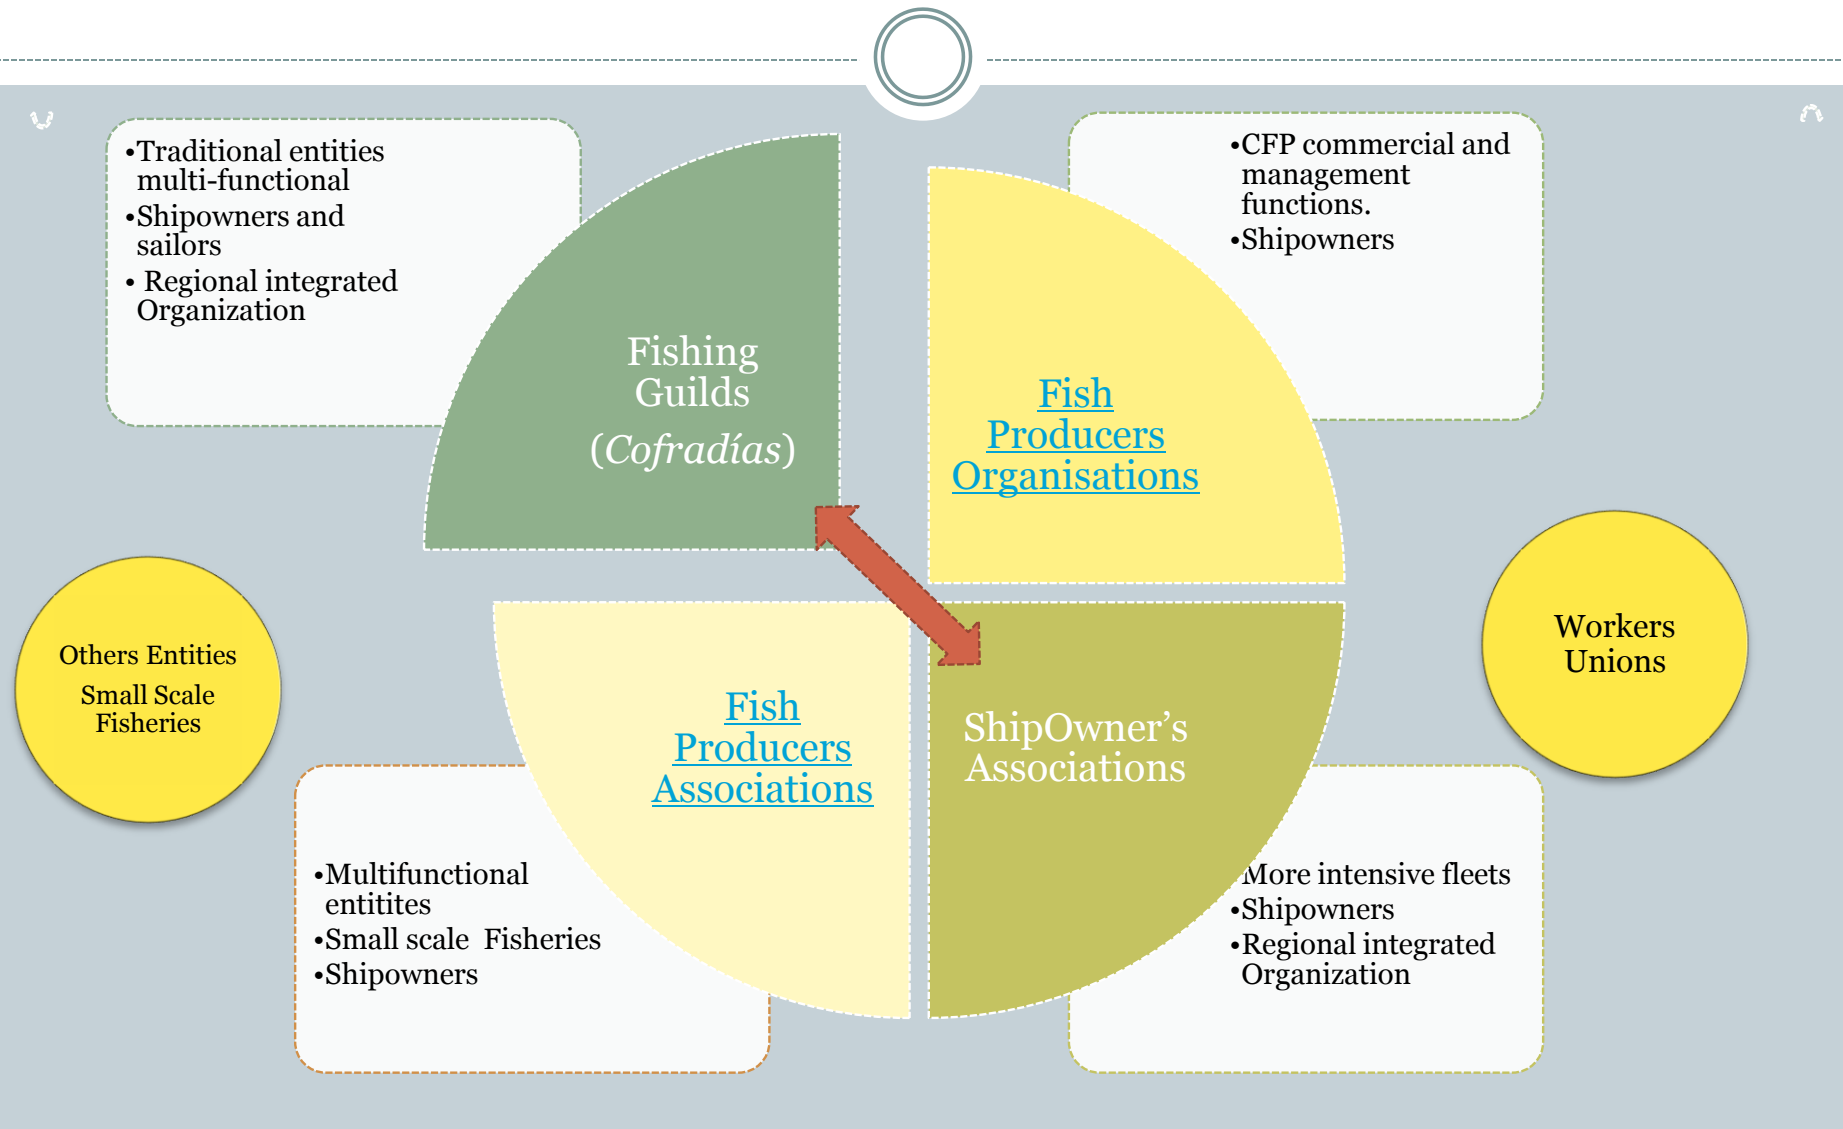 •Traditional entities
multi-functional
•Shipowners and
sailors
• Regional integrated
Organization
•CFP commercial and
management
functions.
•Shipowners
Fishing
Guilds
(Cofradías)
Fish
Producers
Organisations
Others Entities
Small Scale
Fisheries
Workers
Unions
Fish
Producers
Associations
ShipOwner’s
Associations
•Multifunctional
entitites
•Small scale  Fisheries
•Shipowners
More intensive fleets
•Shipowners
•Regional integrated
Organization